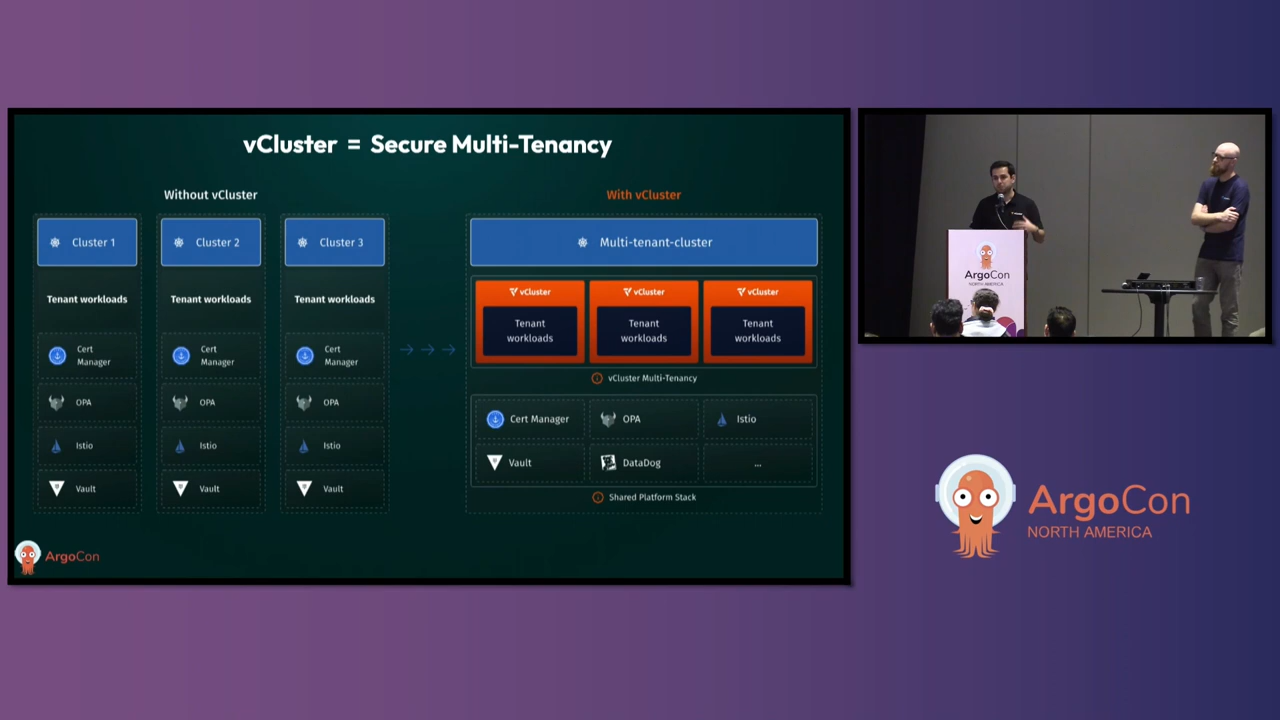 vCluster = Secure Multi-Tenancy
Without vCluster
With vCluster
Cluster 1
Cluster 2
Cluster 3
Multi-tenant-cluster
Tenant workloads
Tenant workloads
Tenant workloads
vCluster
vCluster
vCluster
Tenant
workloads
Tenant
workloads
Tenant
workloads
Cert
Manager
Cert
Manager
Cert
Manager
vCluster Multi-Tenancy
OPA
OPA
OPA
Cert Manager
OPA
Istio
Istio
Istio
Istio
Vault
DataDog
...
Vault
Vault
Vault
Shared Platform Stack
ArgoCon
ArgoCon
NORTH AMERICA
ArgoCon
NORTH AMERICA